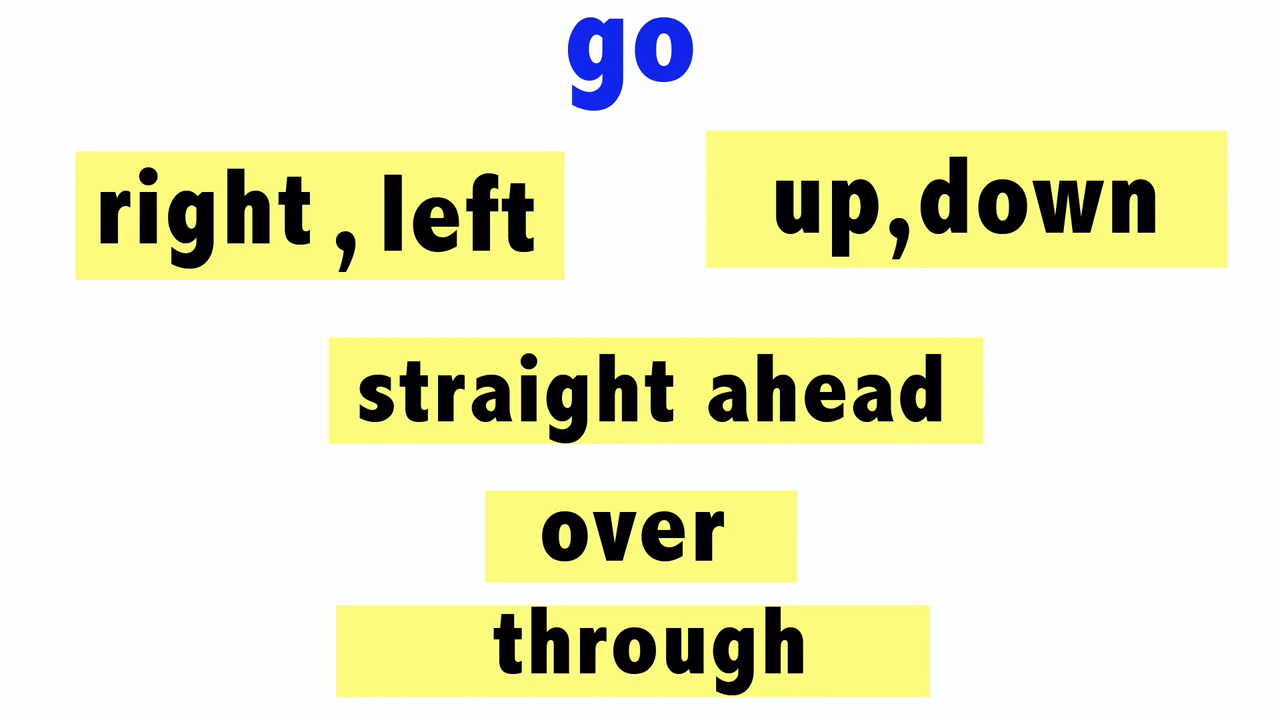 go
right , left
up,down
straight ahead
over
through